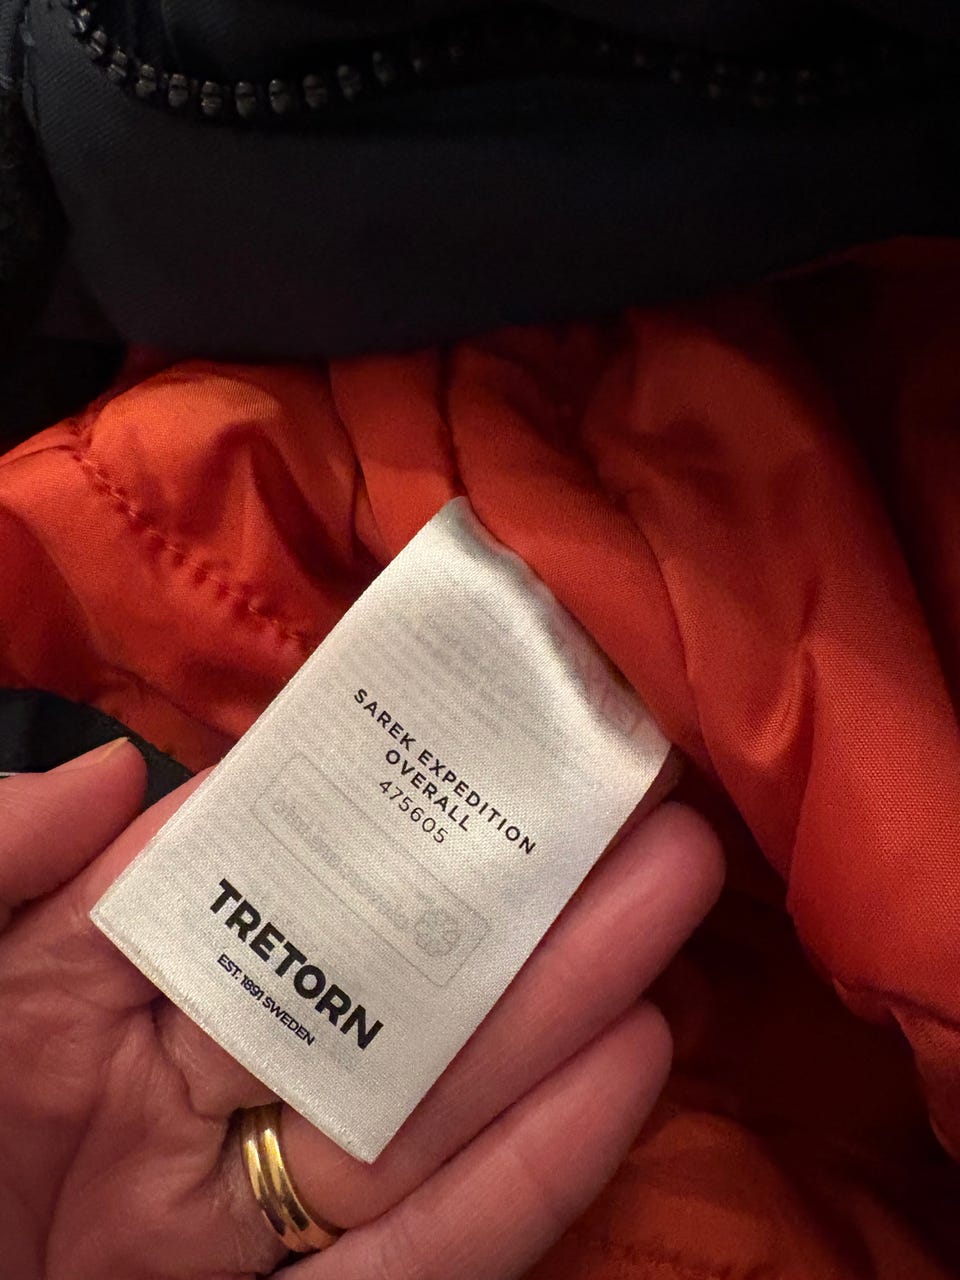 SAREK EXPEDITION
OVERALL
475605
TRETORN
EST. 1891 SWEDEN